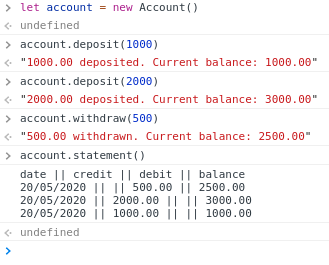 let account = new Account()
undefined
account.deposit(1000)
"1000.00 deposited. Current balance: 1000.00"
account.deposit(2000)
"2000.00 deposited. Current balance: 3000.00"
account.withdraw(500)
"500.00 withdrawn. Current balance: 2500.00"
account.statement()
date || credit || debit || balance
20/05/2020 || || 500.00 || 2500.00
20/05/2020 || 2000.00 || || 3000.00
20/05/2020 || 1000.00 || || 1000.00
undefined